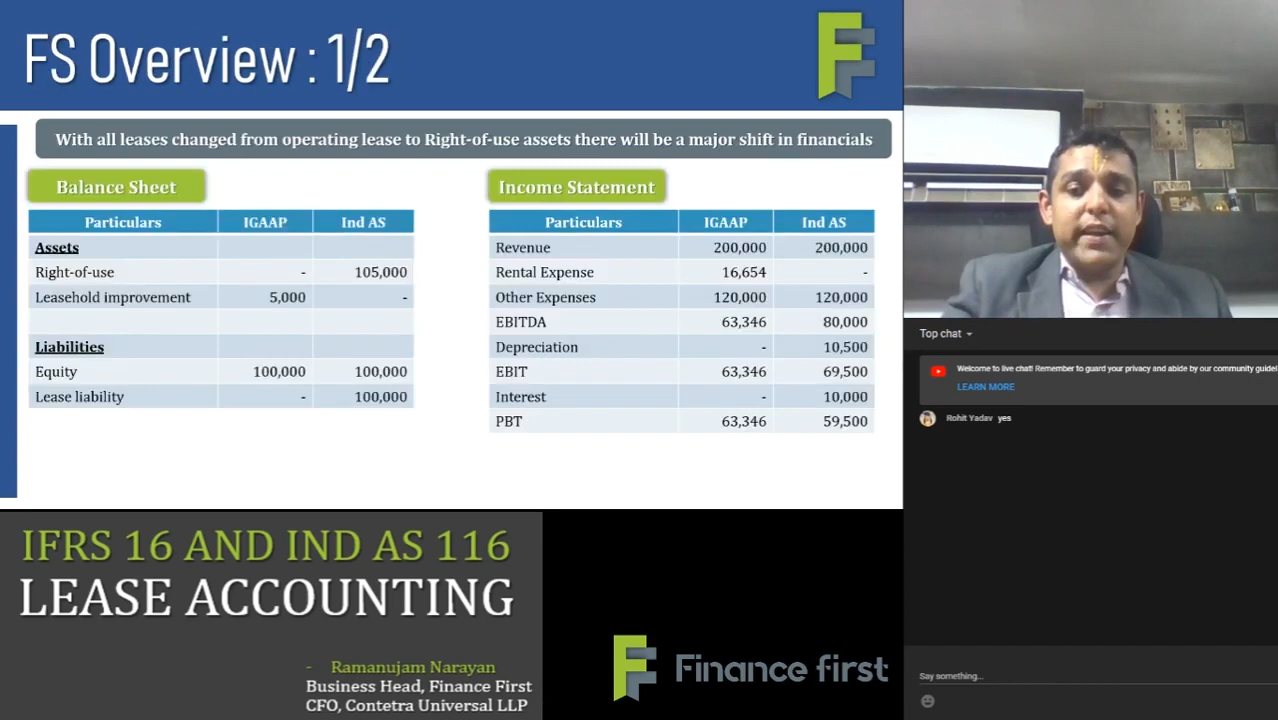 FS Overview : 1/2
With all leases changed from operating lease to Right-of-use assets there will be a major shift in financials
Balance Sheet
Particulars IGAAP Ind AS
Assets
Right-of-use - 105,000
Leasehold improvement 5,000 -
Liabilities
Equity 100,000 100,000
Lease liability - 100,000
Income Statement
Particulars IGAAP Ind AS
Revenue 200,000 200,000
Rental Expense 16,654 -
Other Expenses 120,000 120,000
EBITDA 63,346 80,000
Depreciation - 10,500
EBIT 63,346 69,500
Interest - 10,000
PBT 63,346 59,500
Top chat
Welcome to live chat! Remember to guard your privacy and abide by our community guidel
LEARN MORE
Rohit Yadav yes
Say something...
IFRS 16 AND IND AS 116
LEASE ACCOUNTING
- Ramanujam Narayan
Business Head, Finance First
CFO, Contetra Universal LLP
Finance first